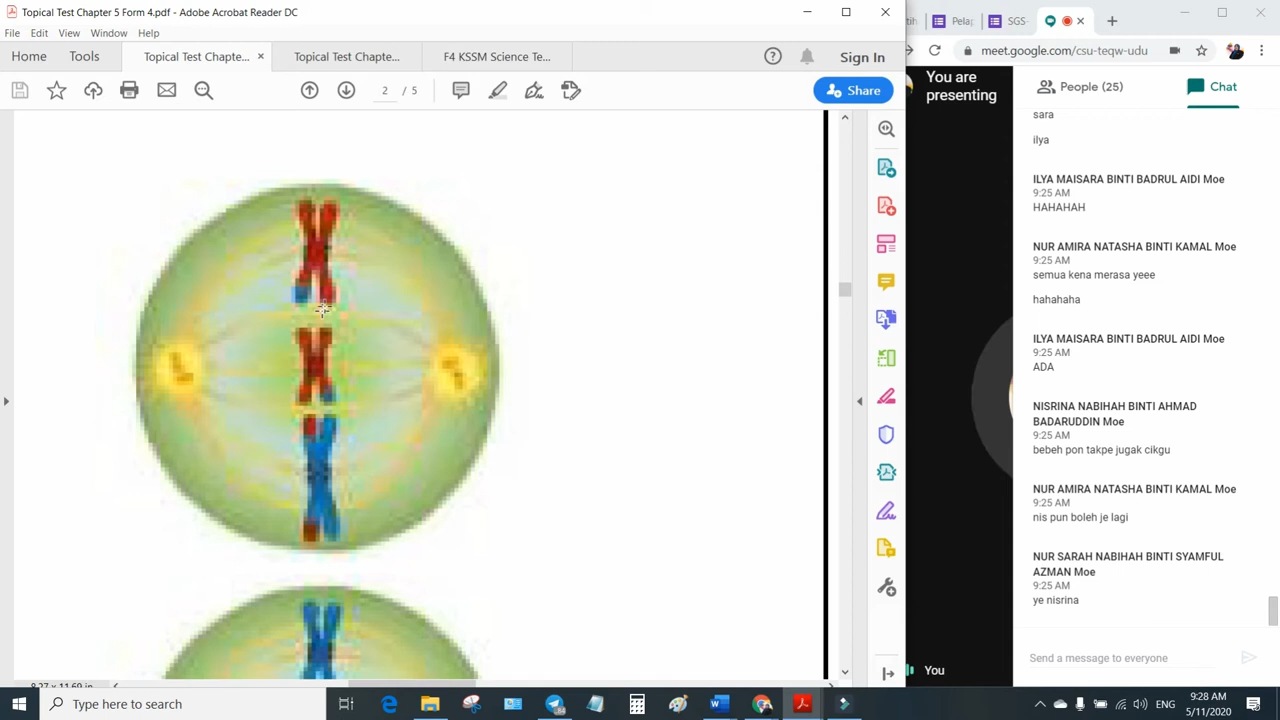 Topical Test Chapter 5 Form 4.pdf - Adobe Acrobat Reader DC
File Edit View Window Help
Home Tools Topical Test Chapte... × Topical Test Chapte... F4 KSSM Science Te... Sign In
2 / 5 Share
8.27 x 11.69 in
Pelaj SGS-
meet.google.com/csu-teqw-udu
You are
presenting
You
People (25) Chat
sara
ilya
ILYA MAISARA BINTI BADRUL AIDI Moe
9:25 AM
HAHAHAH
NUR AMIRA NATASHA BINTI KAMAL Moe
9:25 AM
semua kena merasa yeee
hahahaha
ILYA MAISARA BINTI BADRUL AIDI Moe
9:25 AM
ADA
NISRINA NABIHAH BINTI AHMAD
BADARUDDIN Moe
9:25 AM
bebeh pon takpe jugak cikgu
NUR AMIRA NATASHA BINTI KAMAL Moe
9:25 AM
nis pun boleh je lagi
NUR SARAH NABIHAH BINTI SYAMFUL
AZMAN Moe
9:25 AM
ye nisrina
Send a message to everyone
Type here to search
ENG
9:28 AM
5/11/2020